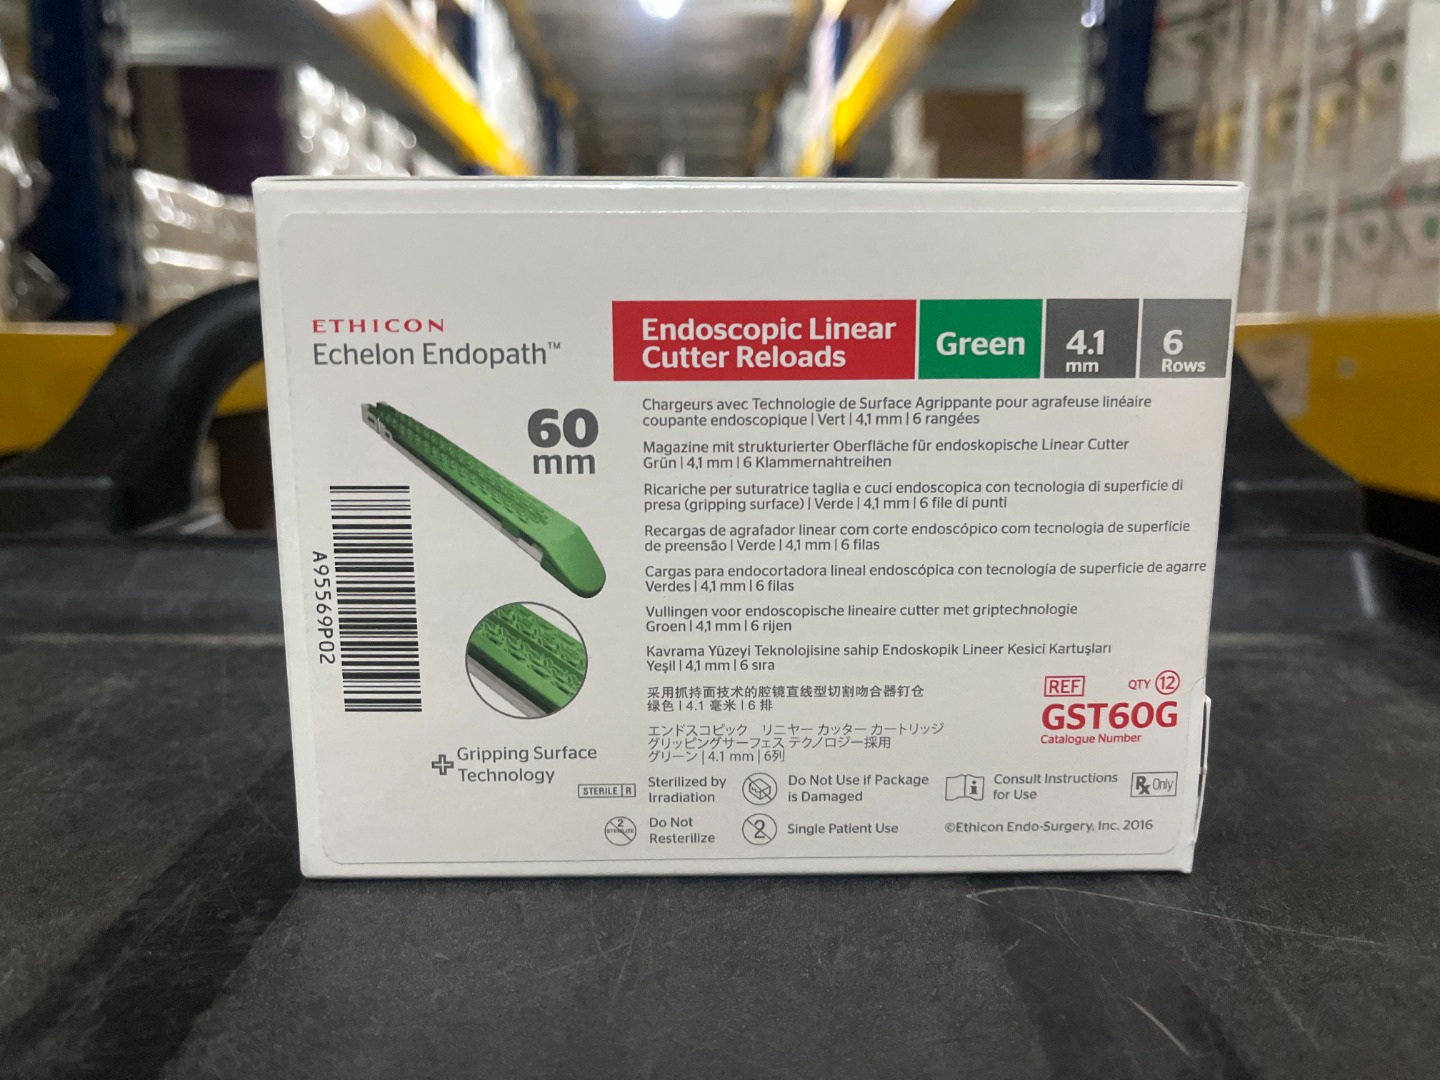 ETHICON
Echelon Endopath™
Endoscopic Linear
Cutter Reloads
Green
4.1
mm
6
Rows
60
mm
A95569P02
Gripping Surface
Technology
Chargeurs avec Technologie de Surface Agrippante pour agrafeuse linéaire
coupante endoscopique | Vert | 4,1 mm | 6 rangées
Magazine mit strukturierter Oberfläche für endoskopische Linear Cutter
Grün | 4,1 mm | 6 Klammernahtreihen
Ricariche per suturatrice taglia e cuci endoscopica con tecnologia di superficie di
presa (gripping surface) | Verde | 4,1 mm | 6 file di punti
Recargas de agrafador linear com corte endoscópico com tecnologia de superfície
de preensão | Verde | 4,1 mm | 6 filas
Cargas para endocortadora lineal endoscópica con tecnología de superficie de agarre
Verdes | 4,1 mm | 6 filas
Vullingen voor endoscopische lineaire cutter met griptechnologie
Groen | 4,1 mm | 6 rijen
Kavrama Yüzeyi Teknolojisine sahip Endoskopik Lineer Kesici Kartuşları
Yeşil | 4,1 mm | 6 sıra
采用抓持面技术的腔镜直线型切割吻合器钉仓
绿色 | 4.1 毫米 | 6 排
エンドスコピック リニヤー カッター カートリッジ
グリッピングサーフェス テクノロジー採用
グリーン | 4.1 mm | 6列
REF
QTY 12
GST60G
Catalogue Number
STERILE R
Sterilized by
Irradiation
Do Not Use if Package
is Damaged
Consult Instructions
for Use
Rx Only
2
STERILIZE
Do Not
Resterilize
2
Single Patient Use
©Ethicon Endo-Surgery, Inc. 2016